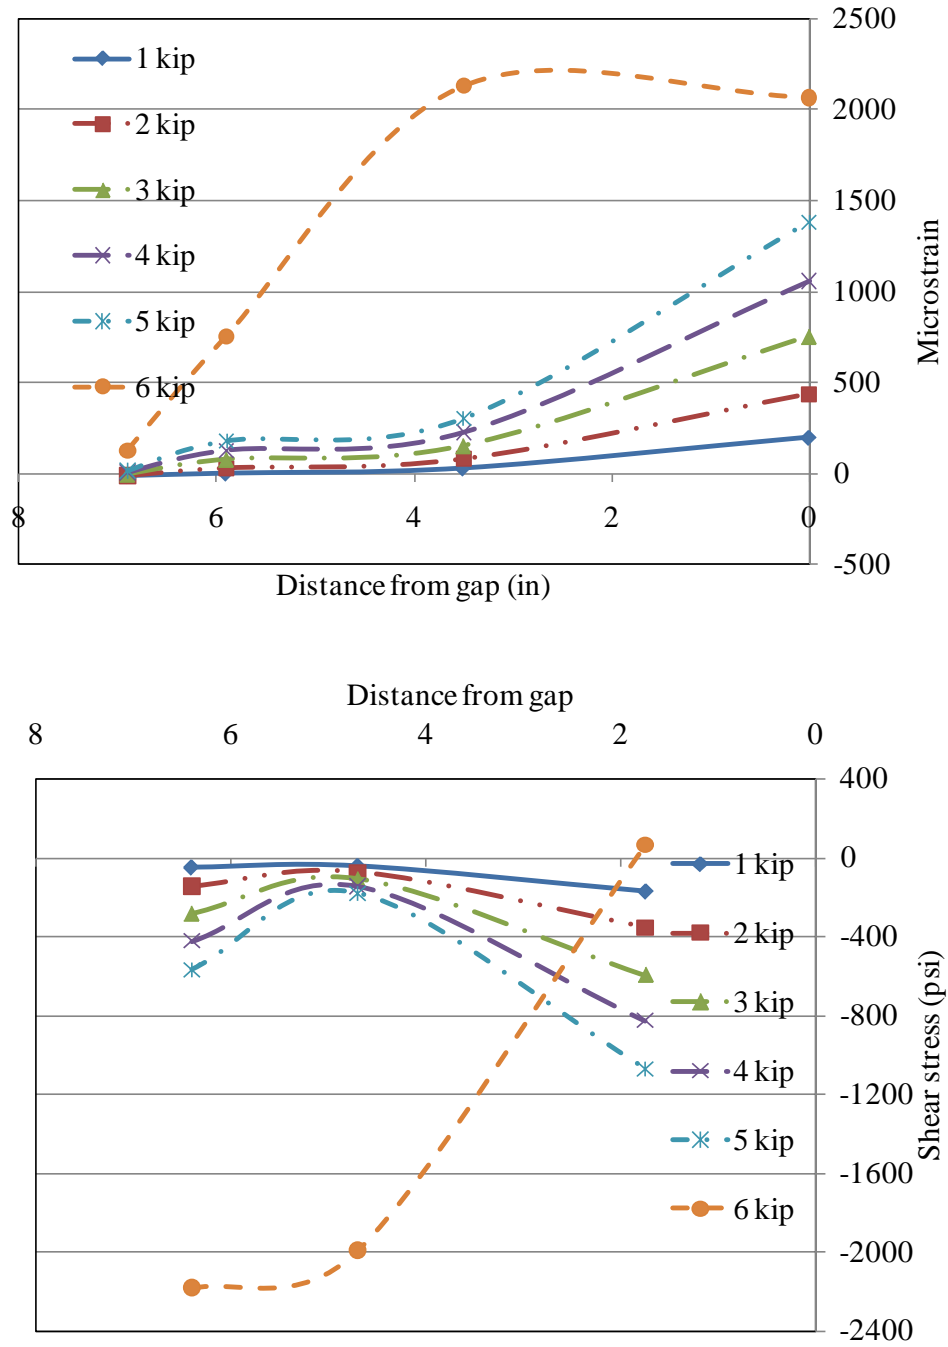 2500
1 kip
2000
2 kip
3 kip
1500
4 kip
Microstrain
1000
5 kip
500
6 kip
0
8 6 4 2 0
-500
Distance from gap (in)
Distance from gap
8 6 4 2 0
400
0
1 kip
-400
2 kip
-800
3 kip
Shear stress (psi)
4 kip
-1200
5 kip
-1600
6 kip
-2000
-2400